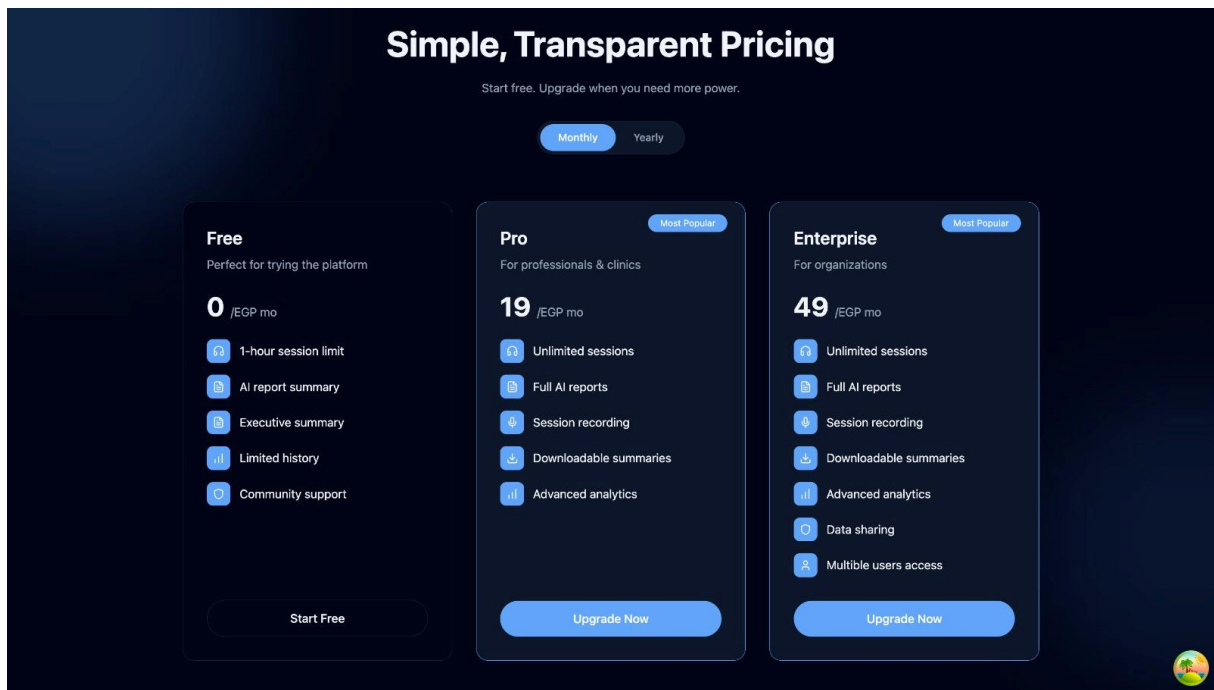 Simple, Transparent Pricing
Start free. Upgrade when you need more power.
Monthly
Yearly
Free
Perfect for trying the platform
0 /EGP mo
1-hour session limit
AI report summary
Executive summary
Limited history
Community support
Start Free
Most Popular
Pro
For professionals & clinics
19 /EGP mo
Unlimited sessions
Full AI reports
Session recording
Downloadable summaries
Advanced analytics
Upgrade Now
Most Popular
Enterprise
For organizations
49 /EGP mo
Unlimited sessions
Full AI reports
Session recording
Downloadable summaries
Advanced analytics
Data sharing
Multible users access
Upgrade Now